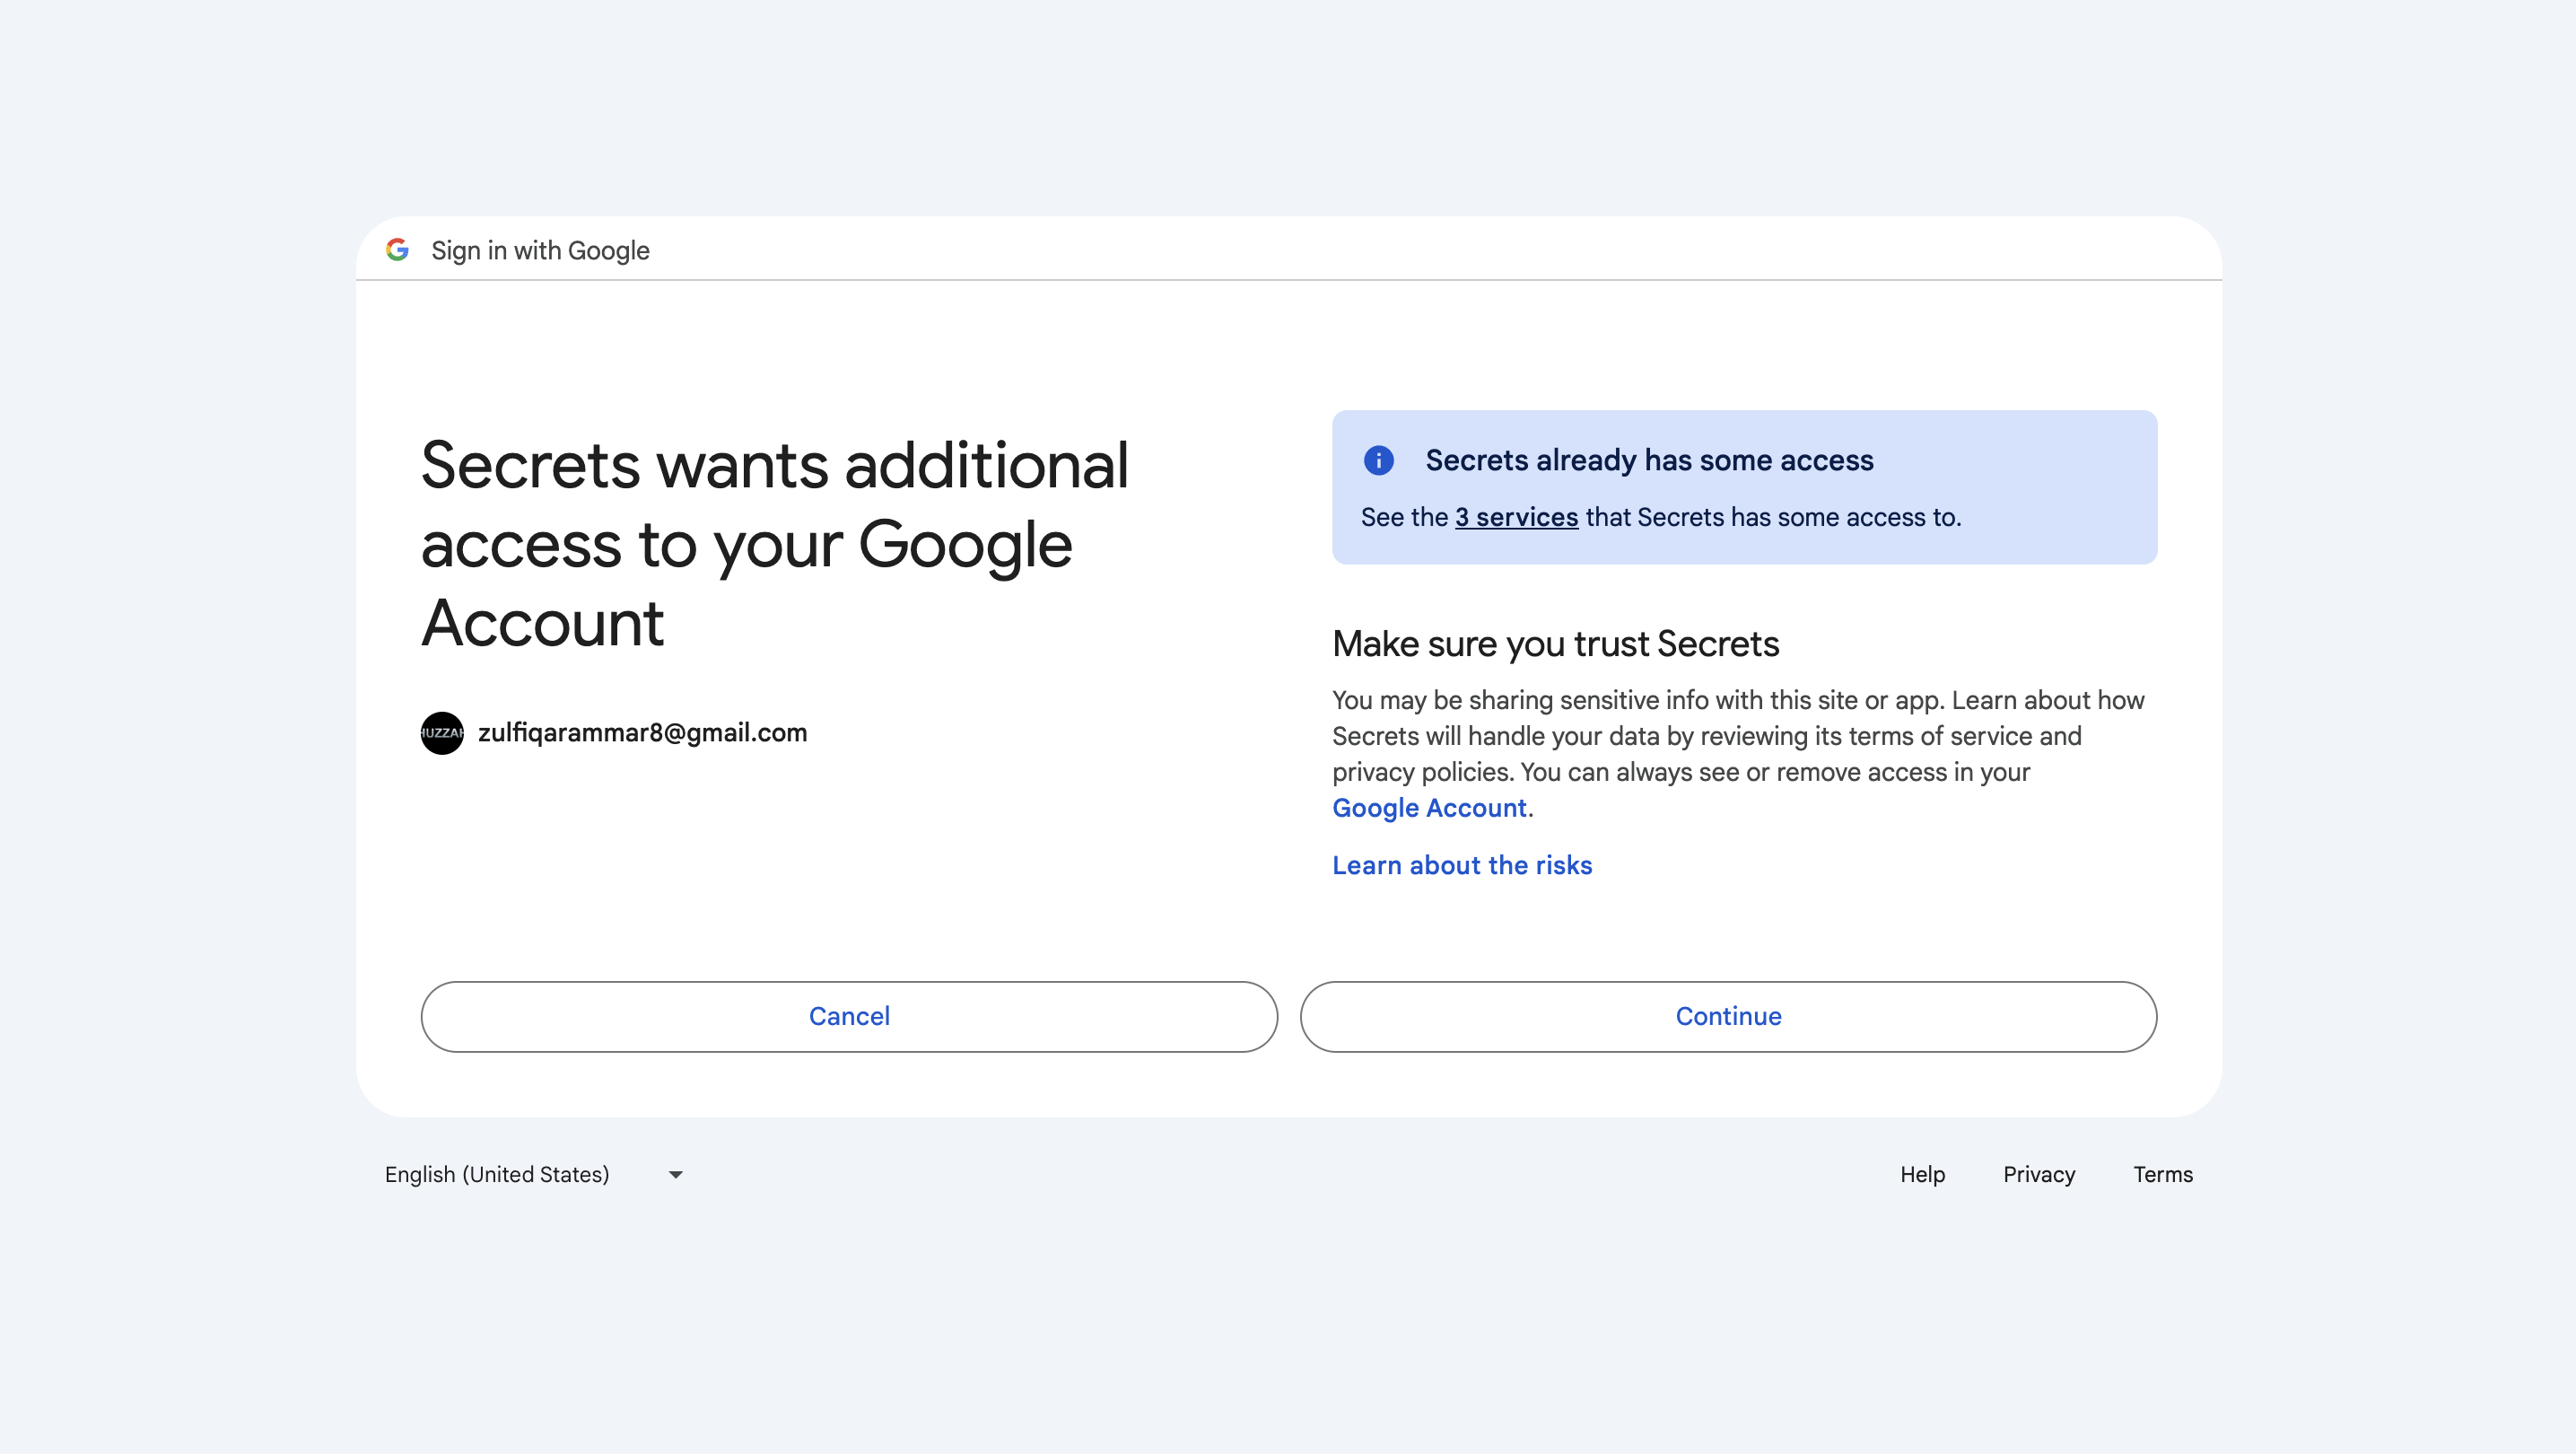 Sign in with Google
Secrets wants additional
access to your Google
Account
zulfiqarammar8@gmail.com
Secrets already has some access
See the 3 services that Secrets has some access to.
Make sure you trust Secrets
You may be sharing sensitive info with this site or app. Learn about how
Secrets will handle your data by reviewing its terms of service and
privacy policies. You can always see or remove access in your
Google Account.
Learn about the risks
Cancel
Continue
English (United States)
Help
Privacy
Terms